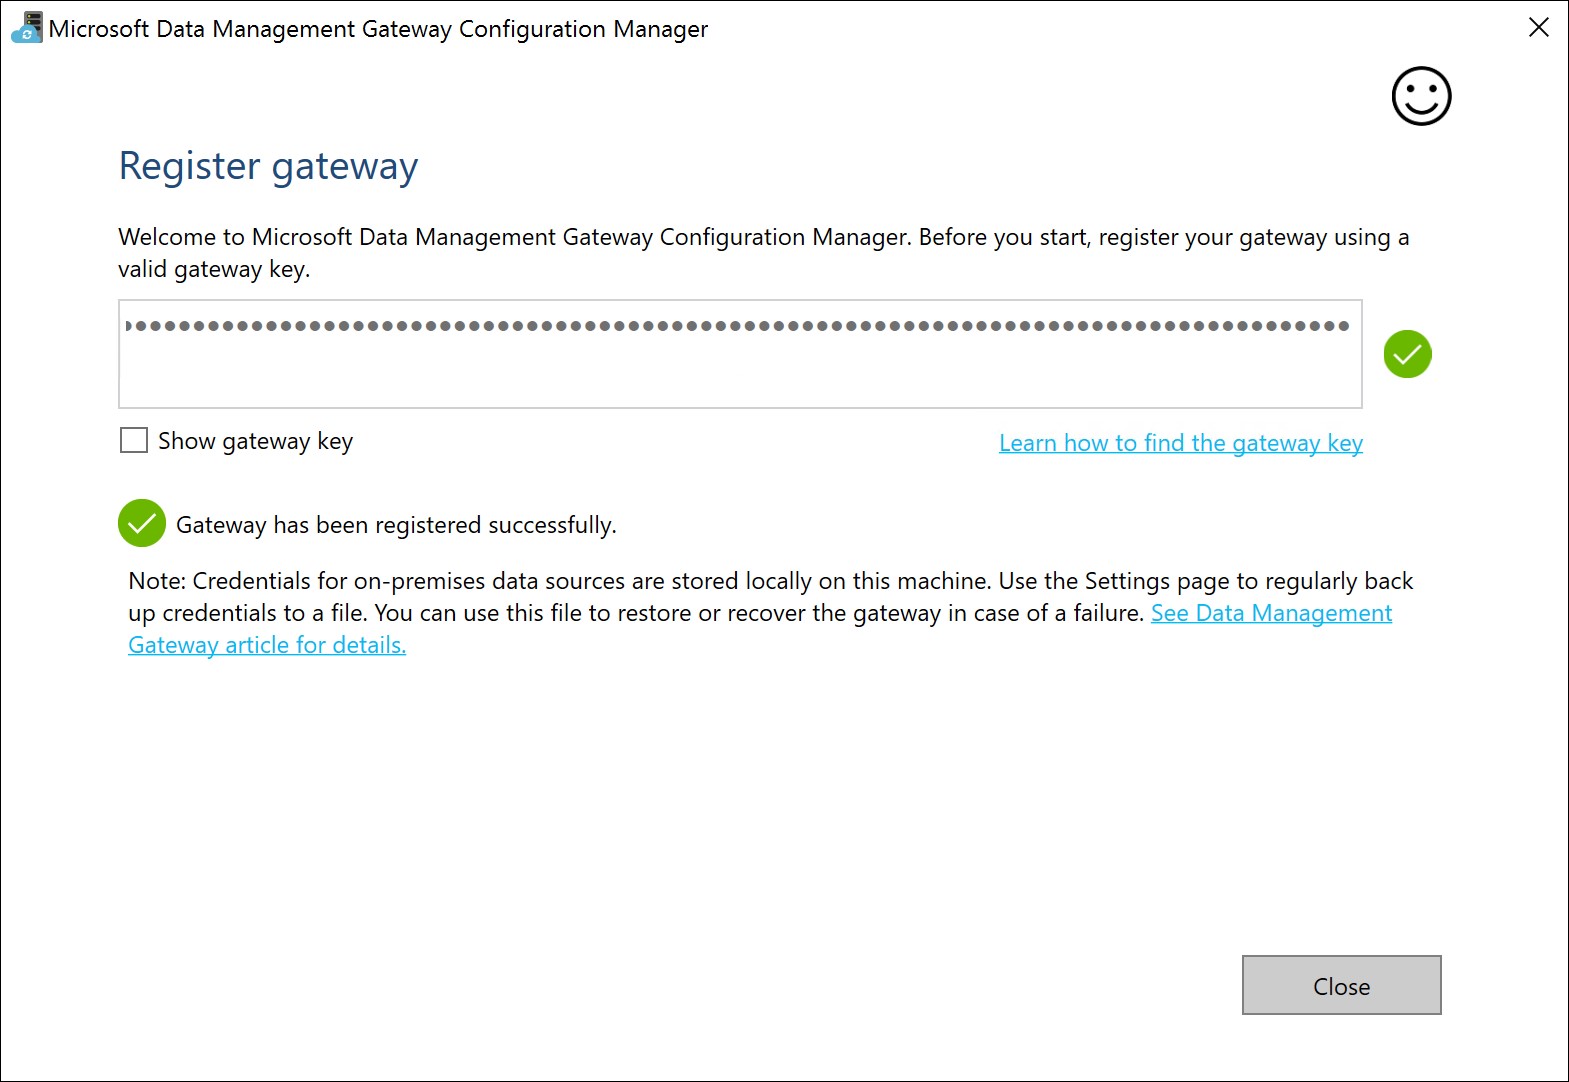 Microsoft Data Management Gateway Configuration Manager
Register gateway
Welcome to Microsoft Data Management Gateway Configuration Manager. Before you start, register your gateway using a
valid gateway key.
Show gateway key
Learn how to find the gateway key
Gateway has been registered successfully.
Note: Credentials for on-premises data sources are stored locally on this machine. Use the Settings page to regularly back
up credentials to a file. You can use this file to restore or recover the gateway in case of a failure. See Data Management
Gateway article for details.
Close